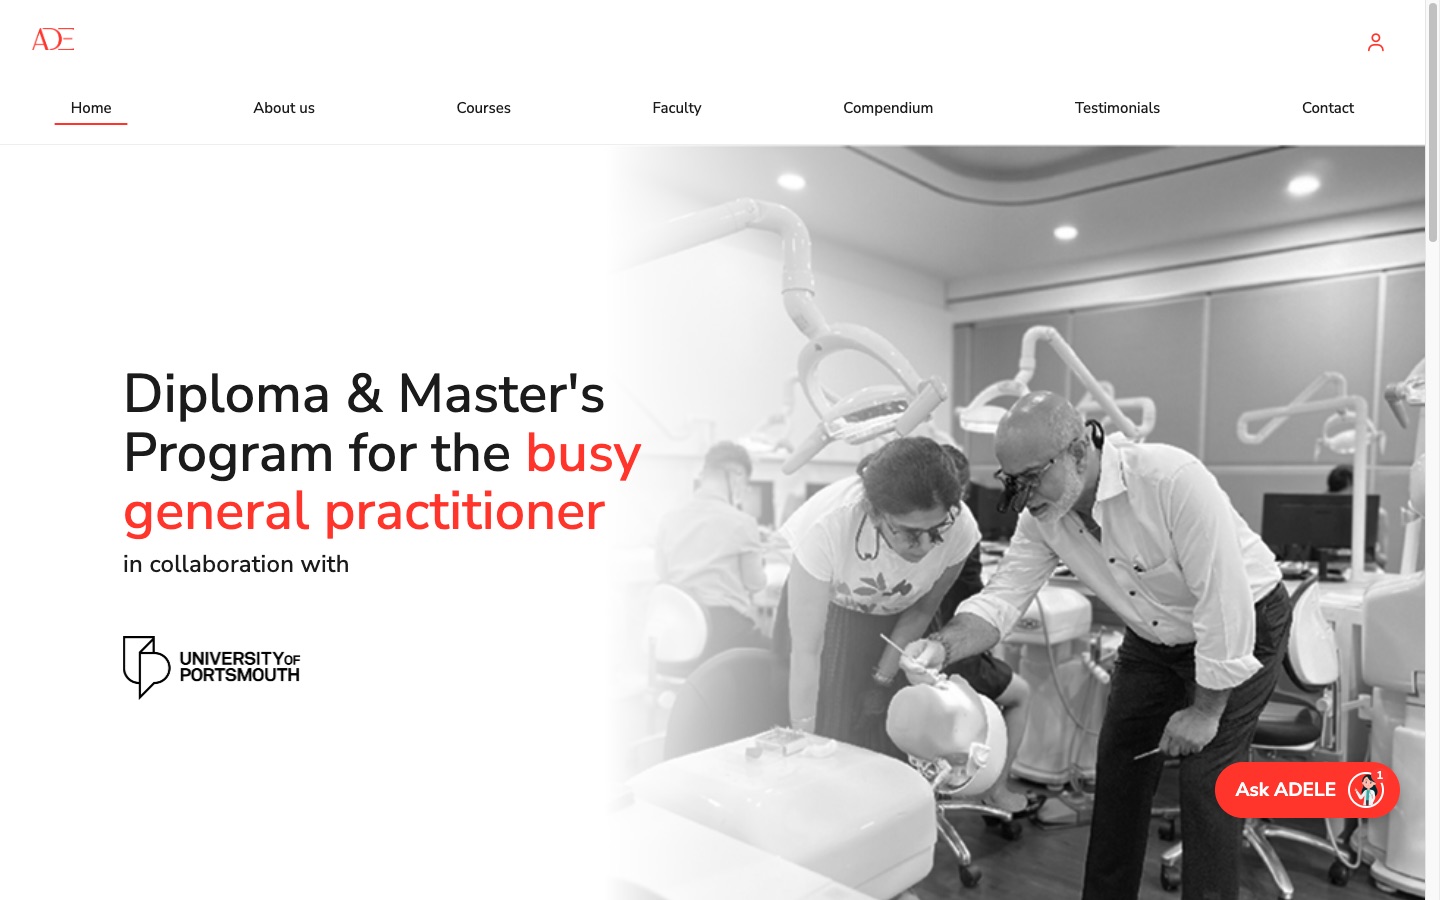 ADE
Home
About us
Courses
Faculty
Compendium
Testimonials
Contact
Diploma & Master's
Program for the busy
general practitioner
in collaboration with
UNIVERSITY OF
PORTSMOUTH
Ask ADELE
1